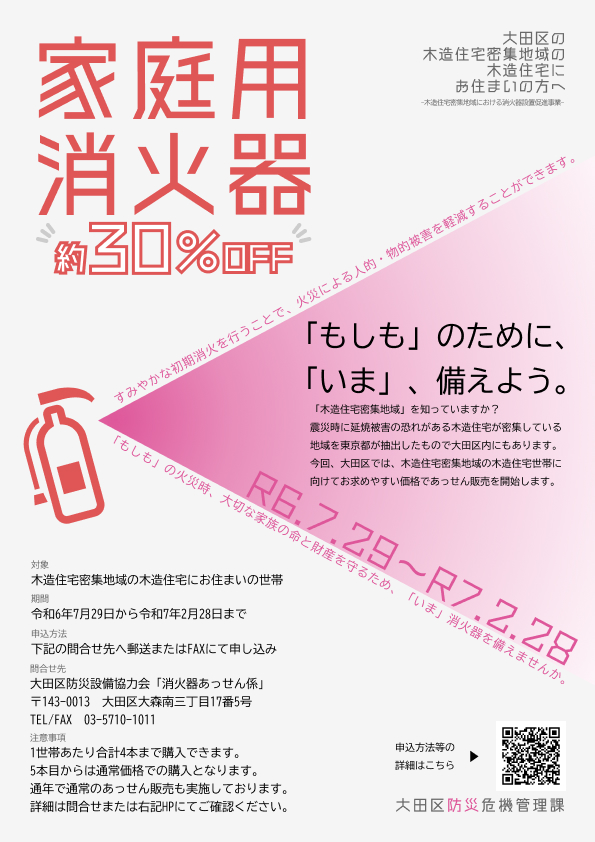 家庭用
消火器
約30%OFF
大田区の
木造住宅密集地域の
木造住宅に
お住まいの方へ
-木造住宅密集地域における消火器設置促進事業-
すみやかな初期消火を行うことで、火災による人的・物的被害を軽減することができます。
「もしも」のために、
「いま」、備えよう。
「木造住宅密集地域」を知っていますか？
震災時に延焼被害の恐れがある木造住宅が密集している
地域を東京都が抽出したもので大田区内にもあります。
今回、大田区では、木造住宅密集地域の木造住宅世帯に
向けてお求めやすい価格であっせん販売を開始します。
R6.7.29～R7.2.28
「もしも」の火災時、大切な家族の命と財産を守るため、「いま」消火器を備えませんか。
対象
木造住宅密集地域の木造住宅にお住まいの世帯
期間
令和6年7月29日から令和7年2月28日まで
申込方法
下記の問合せ先へ郵送またはFAXにて申し込み
問合せ先
大田区防災設備協力会「消火器あっせん係」
〒143-0013　大田区大森南三丁目17番5号
TEL/FAX　03-5710-1011
注意事項
1世帯あたり合計4本まで購入できます。
5本目からは通常価格での購入となります。
通年で通常のあっせん販売も実施しております。
詳細は問合せまたは右記HPにてご確認ください。
申込方法等の
詳細はこちら
大田区防災危機管理課